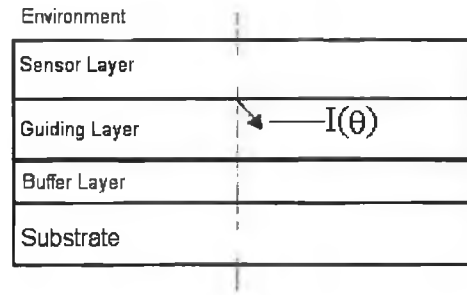 Environment
Sensor Layer
I(θ)
Guiding Layer
Buffer Layer
Substrate